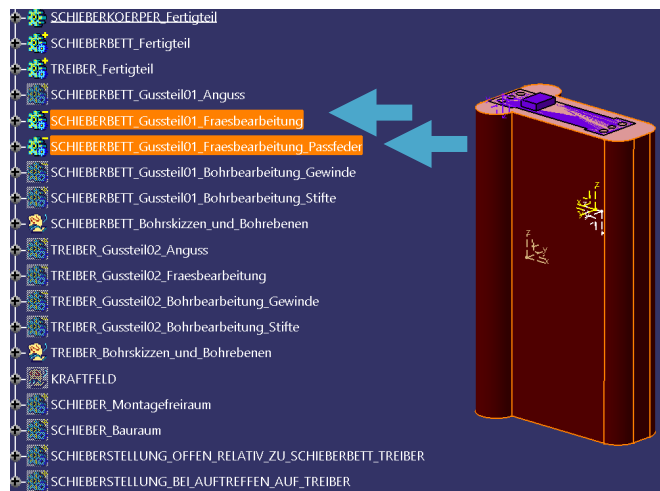 SCHIEBERKOERPER_Fertigteil
SCHIEBERBETT_Fertigteil
TREIBER_Fertigteil
SCHIEBERBETT_Gussteil01_Anguss
SCHIEBERBETT_Gussteil01_Fraesbearbeitung
SCHIEBERBETT_Gussteil01_Fraesbearbeitung_Passfeder
SCHIEBERBETT_Gussteil01_Bohrbearbeitung_Gewinde
SCHIEBERBETT_Gussteil01_Bohrbearbeitung_Stifte
SCHIEBERBETT_Bohrskizzen_und_Bohrebenen
TREIBER_Gussteil02_Anguss
TREIBER_Gussteil02_Fraesbearbeitung
TREIBER_Gussteil02_Bohrbearbeitung_Gewinde
TREIBER_Gussteil02_Bohrbearbeitung_Stifte
TREIBER_Bohrskizzen_und_Bohrebenen
KRAFTFELD
SCHIEBER_Montagefreiraum
SCHIEBER_Bauraum
SCHIEBERSTELLUNG_OFFEN_RELATIV_ZU_SCHIEBERBETT_TREIBER
SCHIEBERSTELLUNG_BEI_AUFTREFFEN_AUF_TREIBER